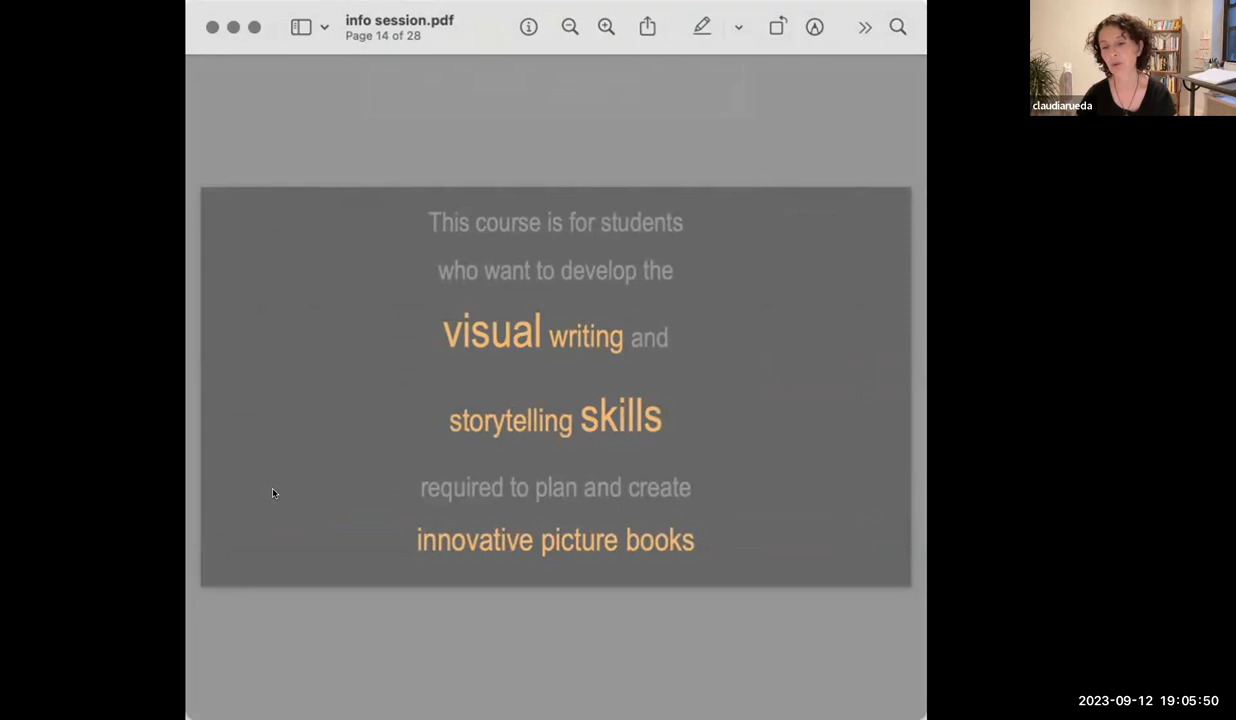 info session.pdf
Page 14 of 28
This course is for students
who want to develop the
visual writing and
storytelling skills
required to plan and create
innovative picture books
claudiarueda
2023-09-12 19:05:50